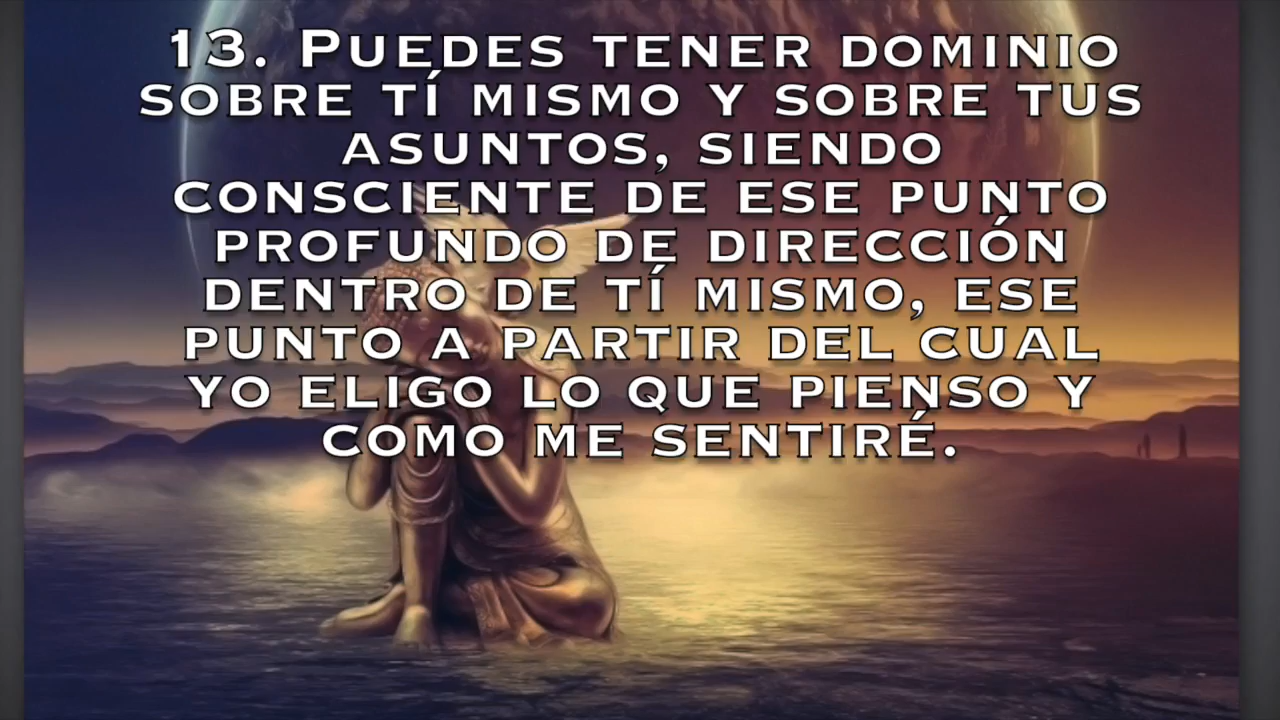 13. Puedes tener dominio
sobre tí mismo y sobre tus
asuntos, siendo
consciente de ese punto
profundo de dirección
dentro de tí mismo, ese
punto a partir del cual
yo eligo lo que pienso y
como me sentiré.